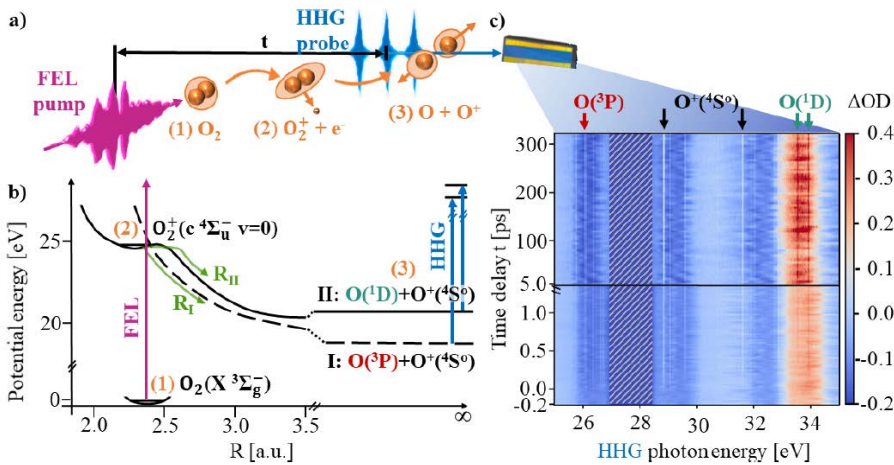 a)
HHG
probe
t
FEL
pump
(1) O₂
(2) O₂⁺ + e⁻
(3) O + O⁺
c)
O(³P)
O⁺(⁴Sᵒ)
O(¹D)
ΔOD
300
200
100
5.0
1.0
0.5
0.0
-0.2
Time delay t [ps]
26
28
30
32
34
HHG photon energy [eV]
0.4
0.3
0.2
0.1
0.0
-0.1
-0.2
b)
Potential energy [eV]
25
20
0
(2)
O₂⁺(c ⁴Σᵤ⁻ v=0)
R_II
R_I
FEL
(3)
HHG
II: O(¹D)+O⁺(⁴Sᵒ)
I: O(³P)+O⁺(⁴Sᵒ)
(1)
O₂(X ³Σg⁻)
2.0
2.5
3.0
3.5
∞
R [a.u.]